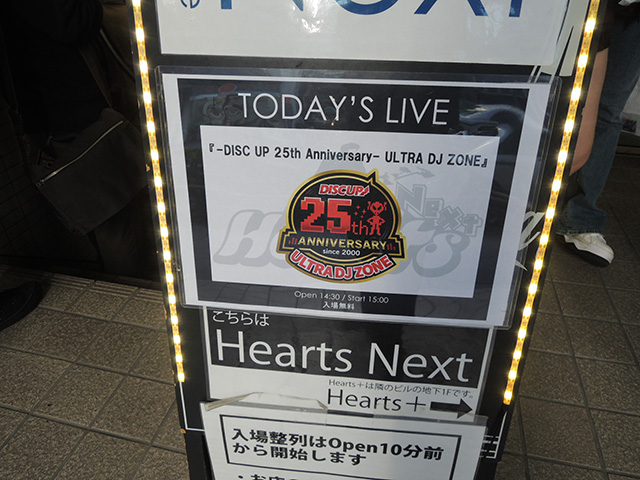 TODAY'S LIVE
『-DISC UP 25th Anniversary- ULTRA DJ ZONE』
DISC UP!
25th
ANNIVERSARY
since 2000
ULTRA DJ ZONE
Open 14:30 / Start 15:00
入場無料
こちらは
Hearts Next
Hearts+は隣のビルの地下1Fです。
Hearts+
入場整列はOpen10分前
から開始します